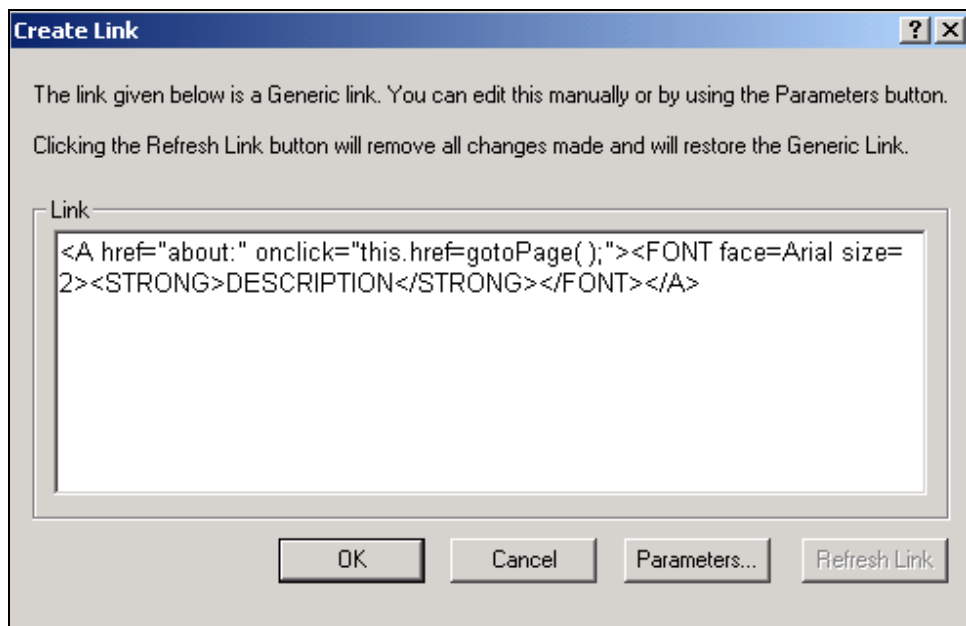 Create Link
The link given below is a Generic link. You can edit this manually or by using the Parameters button.
Clicking the Refresh Link button will remove all changes made and will restore the Generic Link.
Link
<A href="about:" onclick="this.href=gotoPage( );"><FONT face=Arial size=
2><STRONG>DESCRIPTION</STRONG></FONT></A>
OK Cancel Parameters... Refresh Link